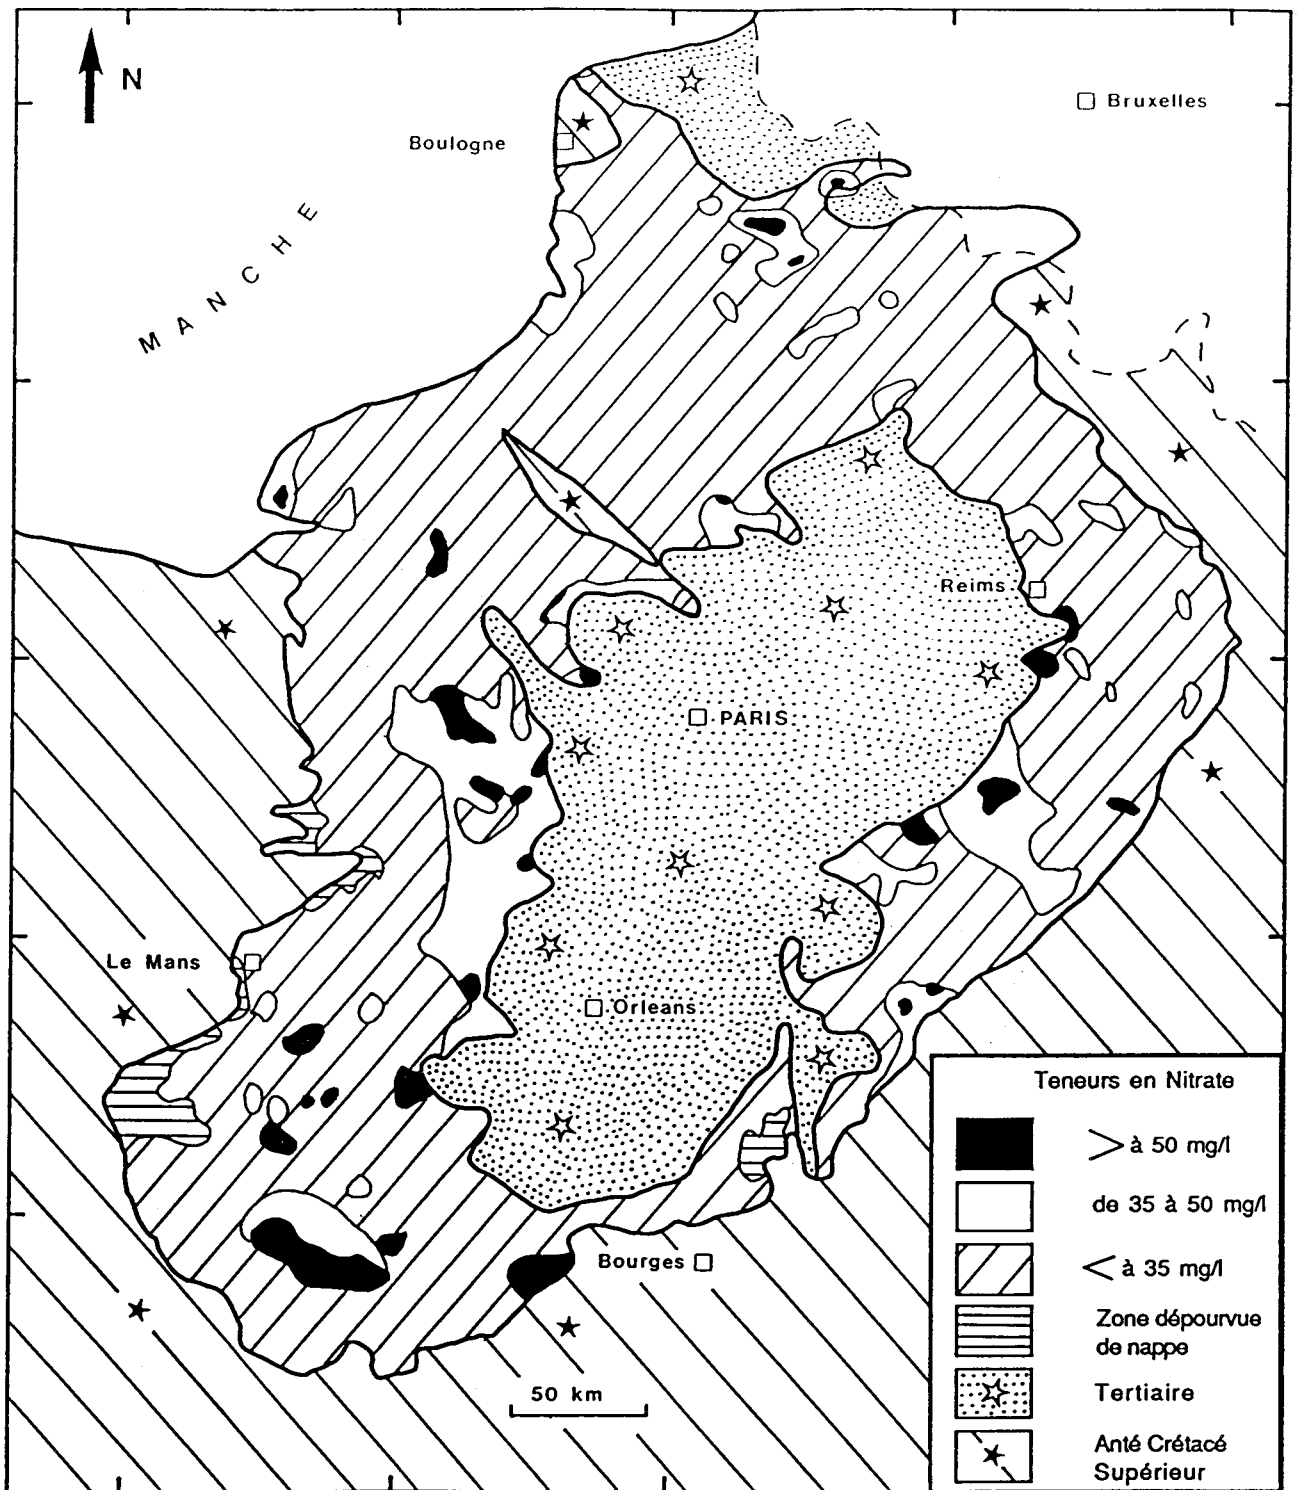 N
Bruxelles
Boulogne
MANCHE
Reims
PARIS
Le Mans
Orleans
Bourges
50 km
Teneurs en Nitrate
> à 50 mg/l
de 35 à 50 mg/l
< à 35 mg/l
Zone dépourvue
de nappe
Tertiaire
Anté Crétacé
Supérieur